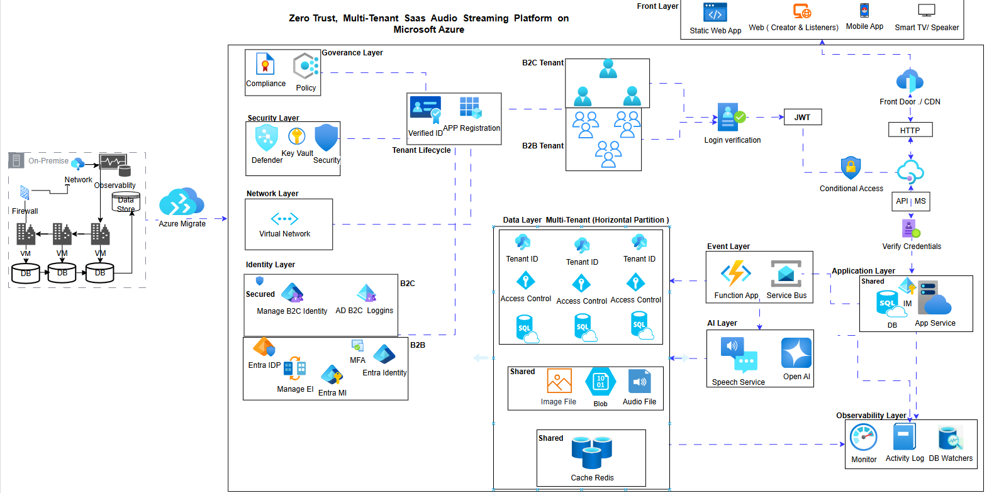 Zero Trust, Multi-Tenant Saas Audio Streaming Platform on
Microsoft Azure
Front Layer
Static Web App
Web ( Creator & Listeners)
Mobile App
Smart TV/ Speaker
Goverance Layer
Compliance
Policy
Security Layer
Defender
Key Vault
Security
Verified ID
APP Registration
Tenant Lifecycle
B2C Tenant
B2B Tenant
Login verification
JWT
Conditional Access
Front Door ./ CDN
HTTP
API | MS
Verify Credentials
On-Premise
Network
Observablity
Firewall
Data
Store
VM
VM
VM
DB
DB
DB
Azure Migrate
Network Layer
Virtual Network
Identity Layer
B2C
Secured
Manage B2C Identity
AD B2C Loggins
B2B
Entra IDP
Manage EI
Entra MI
MFA
Entra Identity
Data Layer Multi-Tenant (Horizontal Partition )
Tenant ID
Tenant ID
Tenant ID
Access Control
Access Control
Access Control
SQL
SQL
SQL
Shared
Image File
10
01
Blob
Audio File
Shared
Cache Redis
Event Layer
Function App
Service Bus
AI Layer
Speech Service
Open AI
Application Layer
Shared
SQL
DB
IM
App Service
Observability Layer
Monitor
Activity Log
DB Watchers